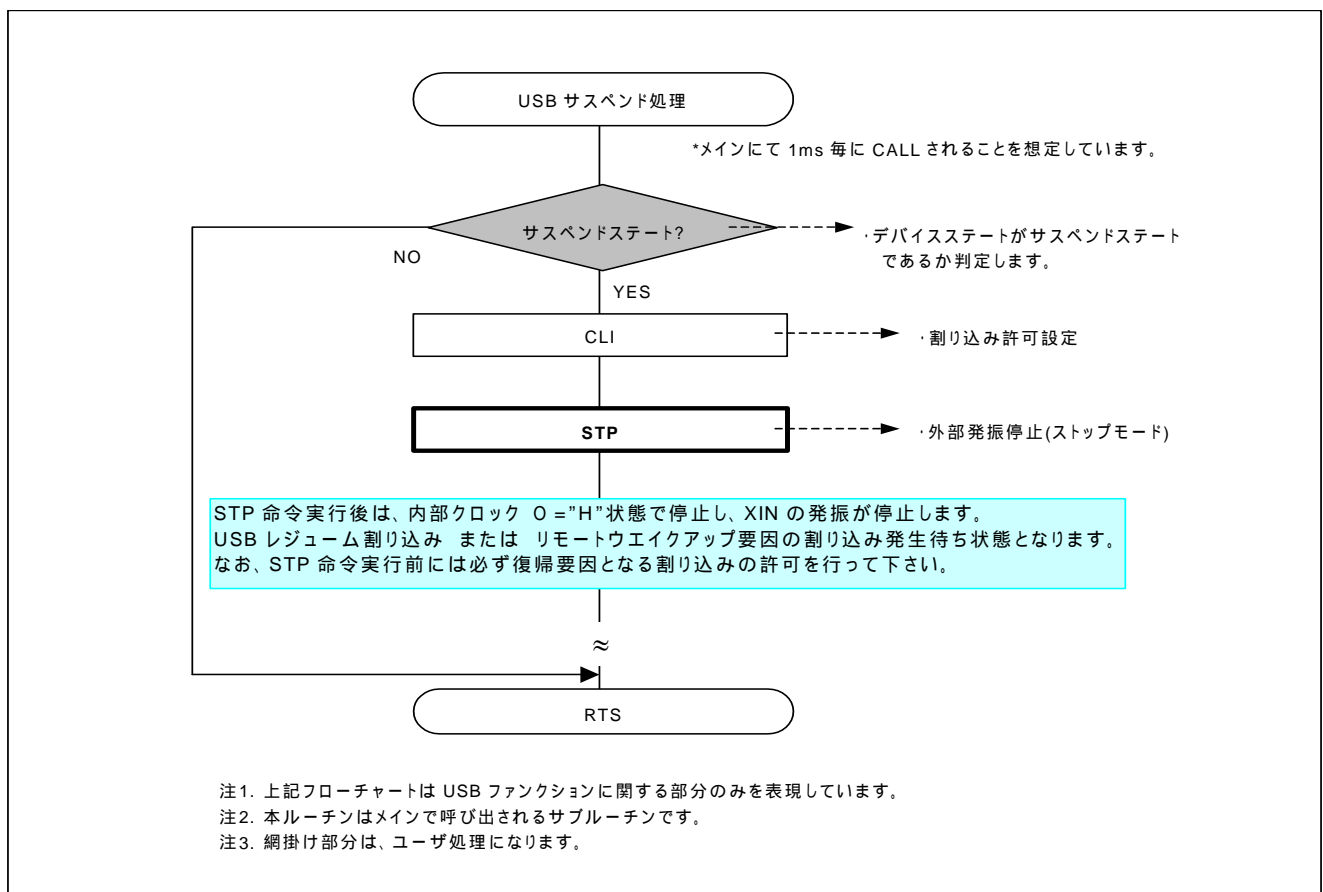 USB サスペンド処理
*メインにて 1ms 毎に CALL されることを想定しています。
サスペンドステート?
・デバイスステートがサスペンドステート
であるか判定します。
NO
YES
CLI
・割り込み許可設定
STP
・外部発振停止(ストップモード)
STP 命令実行後は、内部クロック O ="H"状態で停止し、XIN の発振が停止します。
USB レジューム割り込み または リモートウエイクアップ要因の割り込み発生待ち状態となります。
なお、STP 命令実行前には必ず復帰要因となる割り込みの許可を行って下さい。
≈
RTS
注1. 上記フローチャートは USB ファンクションに関する部分のみを表現しています。
注2. 本ルーチンはメインで呼び出されるサブルーチンです。
注3. 網掛け部分は、ユーザ処理になります。